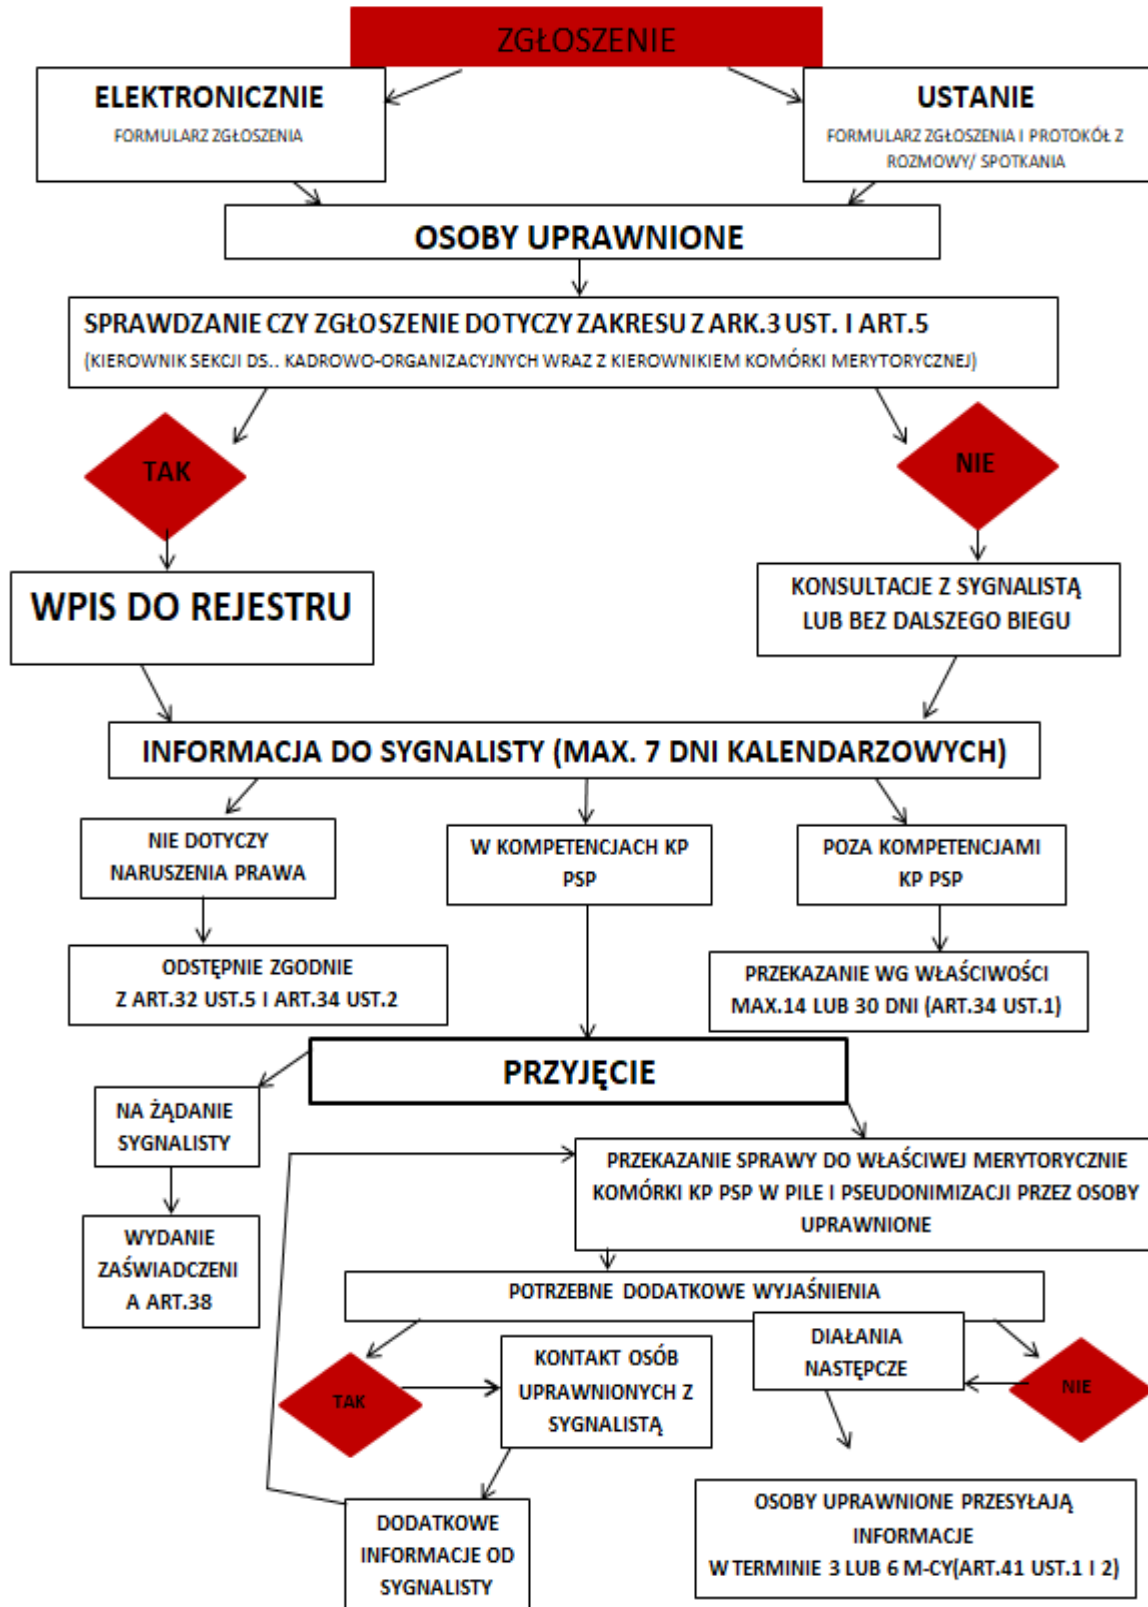 ZGŁOSZENIE
ELEKTRONICZNIE
FORMULARZ ZGŁOSZENIA
USTANIE
FORMULARZ ZGŁOSZENIA I PROTOKÓŁ Z
ROZMOWY/ SPOTKANIA
OSOBY UPRAWNIONE
SPRAWDZANIE CZY ZGŁOSZENIE DOTYCZY ZAKRESU Z ARK.3 UST. I ART.5
(KIEROWNIK SEKCJI DS.. KADROWO-ORGANIZACYJNYCH WRAZ Z KIEROWNIKIEM KOMÓRKI MERYTORYCZNEJ)
TAK
NIE
WPIS DO REJESTRU
KONSULTACJE Z SYGNALISTĄ
LUB BEZ DALSZEGO BIEGU
INFORMACJA DO SYGNALISTY (MAX. 7 DNI KALENDARZOWYCH)
NIE DOTYCZY
NARUSZENIA PRAWA
W KOMPETENCJACH KP
PSP
POZA KOMPETENCJAMI
KP PSP
ODSTĘPNIE ZGODNIE
Z ART.32 UST.5 I ART.34 UST.2
PRZEKAZANIE WG WŁAŚCIWOŚCI
MAX.14 LUB 30 DNI (ART.34 UST.1)
PRZYJĘCIE
NA ŻĄDANIE
SYGNALISTY
PRZEKAZANIE SPRAWY DO WŁAŚCIWEJ MERYTORYCZNIE
KOMÓRKI KP PSP W PILE I PSEUDONIMIZACJI PRZEZ OSOBY
UPRAWNIONE
WYDANIE
ZAŚWIADCZENI
A ART.38
POTRZEBNE DODATKOWE WYJAŚNIENIA
TAK
KONTAKT OSÓB
UPRAWNIONYCH Z
SYGNALISTĄ
DZIAŁANIA
NASTĘPCZE
NIE
DODATKOWE
INFORMACJE OD
SYGNALISTY
OSOBY UPRAWNIONE PRZESYŁAJĄ
INFORMACJE
W TERMINIE 3 LUB 6 M-CY(ART.41 UST.1 I 2)